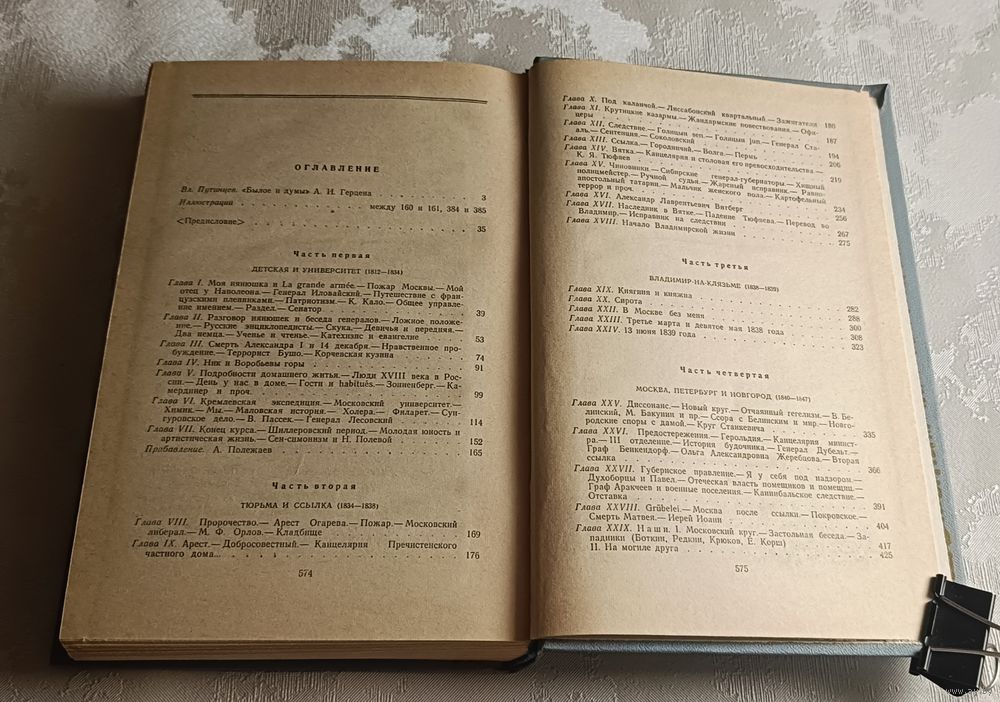 ОГЛАВЛЕНИЕ
Вл. Путинцев. «Былое и думы» А. И. Герцена . 3
Иллюстрации . . . между 160 и 161, 384 и 385
<Предисловие> . . . 35
Часть первая
ДЕТСКАЯ И УНИВЕРСИТЕТ (1812—1834)
Глава I. Моя нянюшка и La grande armée.— Пожар Москвы.— Мой
отец у Наполеона.— Генерал Иловайский.— Путешествие с фран-
цузскими пленниками.— Патриотизм.— К. Кало.— Общее управле-
ние имением.— Раздел.— Сенатор . . . 39
Глава II. Разговор нянюшек и беседа генералов.— Ложное положе-
ние.— Русские энциклопедисты.— Скука.— Девичья и передняя.—
Два немца.— Ученье и чтенье.— Катехизис и евангелие . . . 53
Глава III. Смерть Александра I и 14 декабря.— Нравственное про-
буждение.— Террорист Бушо.— Корчевская кузина . . . 74
Глава IV. Ник и Воробьевы горы . . . 91
Глава V. Подробности домашнего житья.— Люди XVIII века в Рос-
сии.— День у нас в доме.— Гости и habitués.— Зонненберг.— Ка-
мердинер и проч. . . . 99
Глава VI. Кремлевская экспедиция.— Московский университет.—
Химик.— Мы.— Маловская история.— Холера.— Филарет.— Сун-
гуровское дело.— В. Пассек.— Генерал Лесовский . . . 114
Глава VII. Конец курса.— Шиллеровский период.— Молодая юность и
артистическая жизнь.— Сен-симонизм и Н. Полевой . . . 152
Прибавление. А. Полежаев . . . 165
Часть вторая
ТЮРЬМА И ССЫЛКА (1834—1838)
Глава VIII. Пророчество.— Арест Огарева.— Пожар.— Московский
либерал.— М. Ф. Орлов.— Кладбище . . . 169
Глава IX. Арест.— Добросовестный.— Канцелярия Пречистенского
частного дома... . . . 176
574
Глава X. Под каланчой.— Лиссабонский квартальный.— Зажигатели 180
Глава XI. Крутицкие казармы.— Жандармские повествования.— Офи-
церы . . . 187
Глава XII. Следствие.— Голицын sen.— Голицын jun.— Генерал Ста-
аль.— Сентенция.— Соколовский . . . 194
Глава XIII. Ссылка.— Городничий.— Волга.— Пермь . . . 206
Глава XIV. Вятка.— Канцелярия и столовая его превосходительства.—
К. Я. Тюфяев . . . 219
Глава XV. Чиновники.— Сибирские генерал-губернаторы.— Хищный
полицмейстер.— Ручной судья.— Жареный исправник.— Равно-
апостольный татарин.— Мальчик женского пола.— Картофельный
террор и проч. . . . 234
Глава XVI. Александр Лаврентьевич Витберг . . . 256
Глава XVII. Наследник в Вятке.— Падение Тюфяева.— Перевод во
Владимир.— Исправник на следствии . . . 267
Глава XVIII. Начало Владимирской жизни . . . 275
Часть третья
ВЛАДИМИР-НА-КЛЯЗЬМЕ (1838—1839)
Глава XIX. Княгиня и княжна . . . 282
Глава XX. Сирота . . . 288
Глава XXII. В Москве без меня . . . 300
Глава XXIII. Третье марта и девятое мая 1838 года . . . 308
Глава XXIV. 13 июня 1839 года . . . 323
Часть четвертая
МОСКВА, ПЕТЕРБУРГ И НОВГОРОД (1840—1847)
Глава XXV. Диссонанс.— Новый круг.— Отчаянный гегелизм.— В. Бе-
линский, М. Бакунин и пр.— Ссора с Белинским и мир.— Новго-
родские споры с дамой.— Круг Станкевича . . . 335
Глава XXVI. Предостережения.— Герольдия.— Канцелярия минист-
ра.— III отделение.— История будочника.— Генерал Дубельт.—
Граф Бенкендорф.— Ольга Александровна Жеребцова.— Вторая
ссылка . . . 366
Глава XXVII. Губернское правление.— Я у себя под надзором.—
Духоборцы и Павел.— Отеческая власть помещиков и помещиц.—
Граф Аракчеев и военные поселения.— Каннибальское следствие.—
Отставка . . . 391
Глава XXVIII. Grübelei.— Москва после ссылки.— Покровское.—
Смерть Матвея.— Иерей Иоанн . . . 404
Глава XXIX. Наши. I. Московский круг.— Застольная беседа.— За-
падники (Боткин, Редкин, Крюков, Е. Корш) . . . 417
II. На могиле друга . . . 425
575